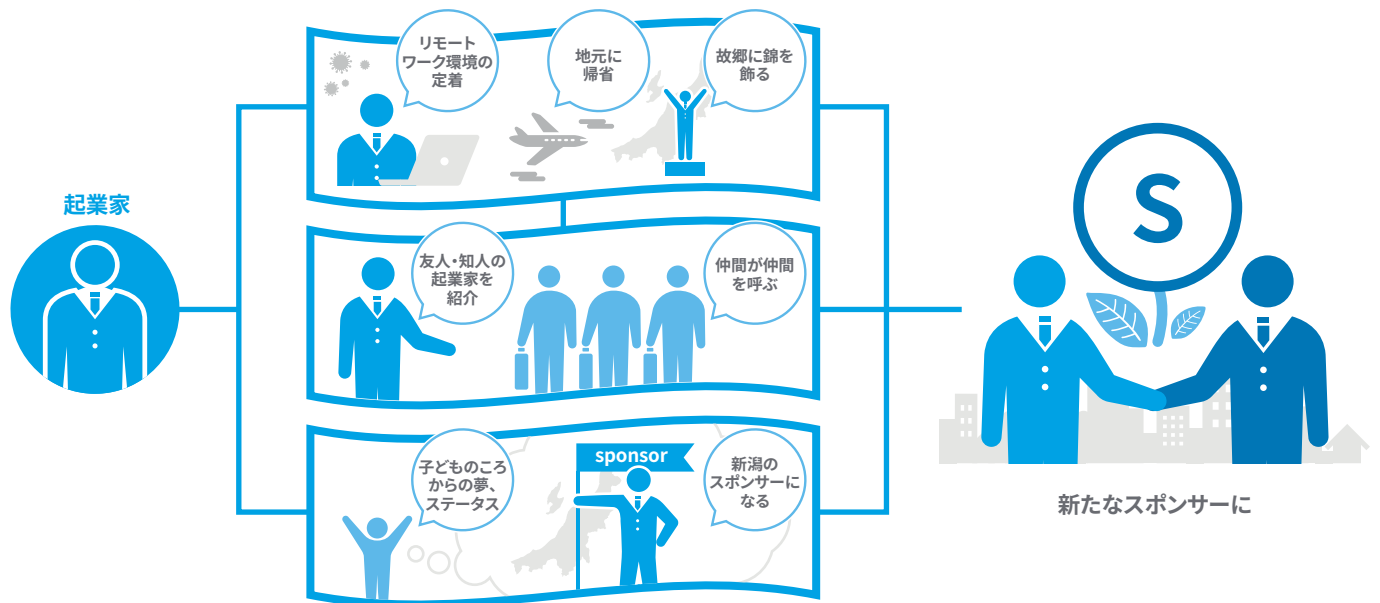 起業家
リモート
ワーク環境の
定着
地元に
帰省
故郷に錦を
飾る
友人・知人の
起業家を
紹介
仲間が仲間
を呼ぶ
子どものころ
からの夢、
ステータス
sponsor
新潟の
スポンサーに
なる
S
新たなスポンサーに